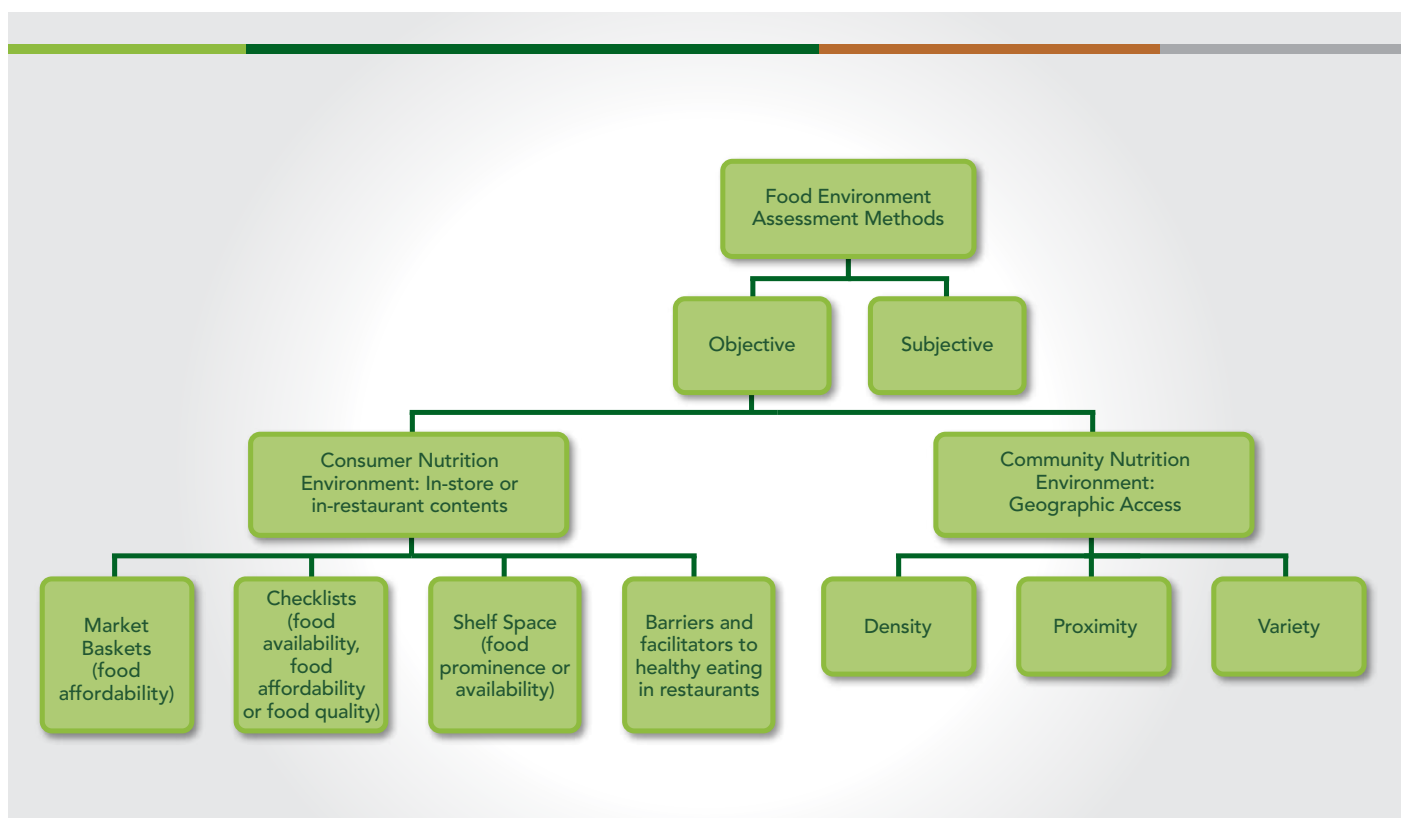 Food Environment
Assessment Methods
Objective
Subjective
Consumer Nutrition
Environment: In-store or
in-restaurant contents
Community Nutrition
Environment:
Geographic Access
Market
Baskets
(food
affordability)
Checklists
(food
availability,
food
affordability
or food quality)
Shelf Space
(food
prominence or
availability)
Barriers and
facilitators to
healthy eating
in restaurants
Density
Proximity
Variety